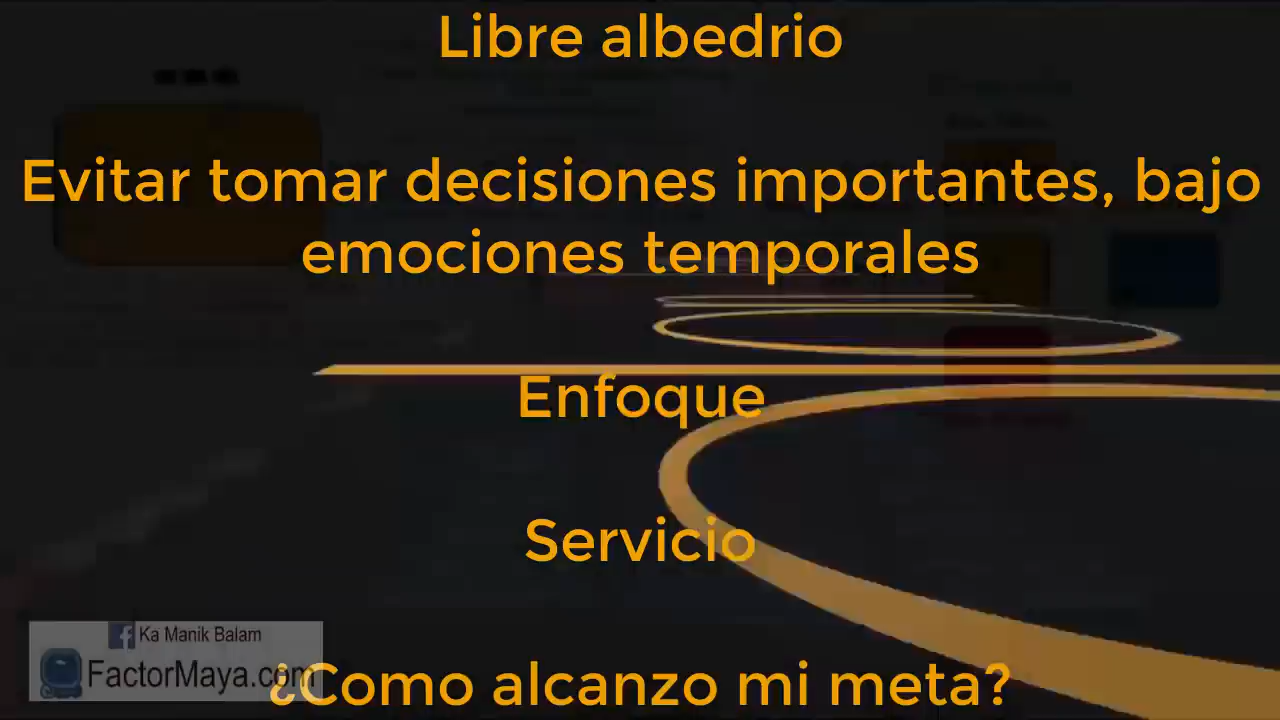 Libre albedrio
Evitar tomar decisiones importantes, bajo
emociones temporales
Enfoque
Servicio
Ka Manik Balam
FactorMaya.com
¿Como alcanzo mi meta?